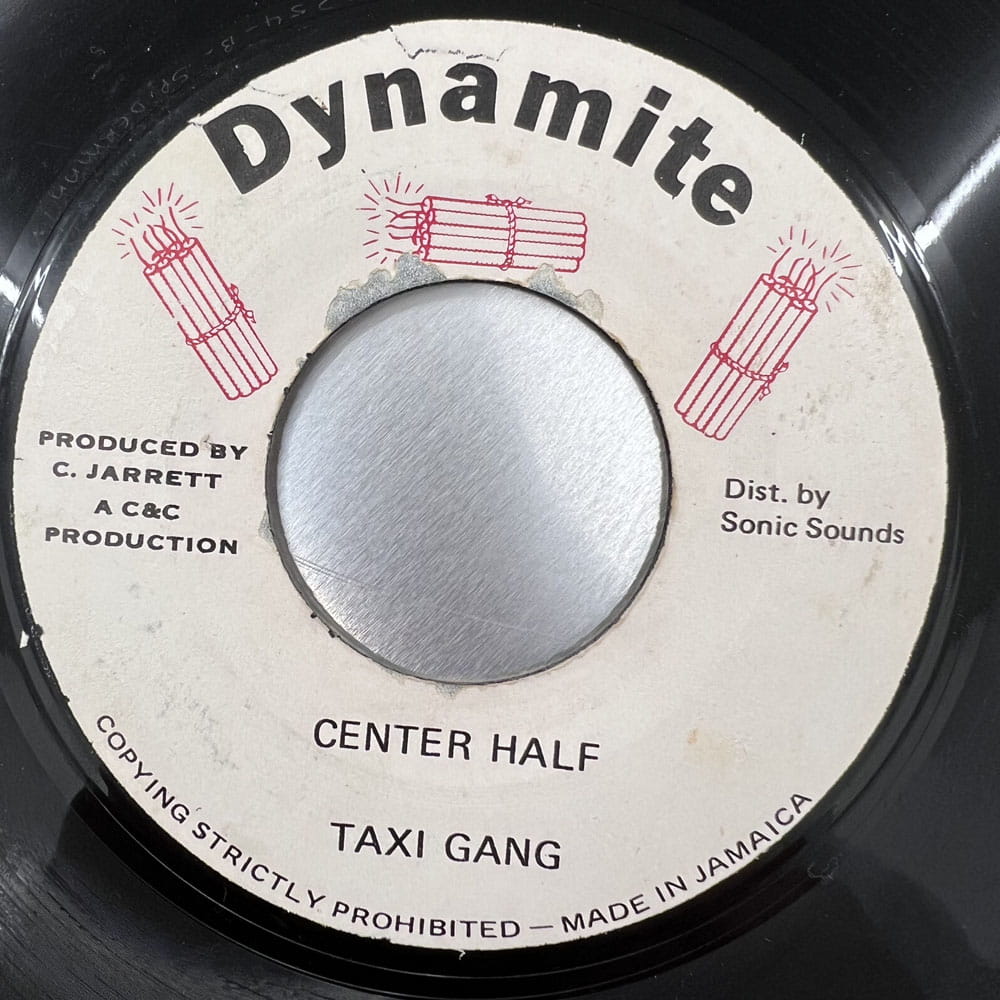 Dynamite
PRODUCED BY
C. JARRETT
A C&C
PRODUCTION
Dist. by
Sonic Sounds
CENTER HALF
TAXI GANG
COPYING STRICTLY PROHIBITED — MADE IN JAMAICA